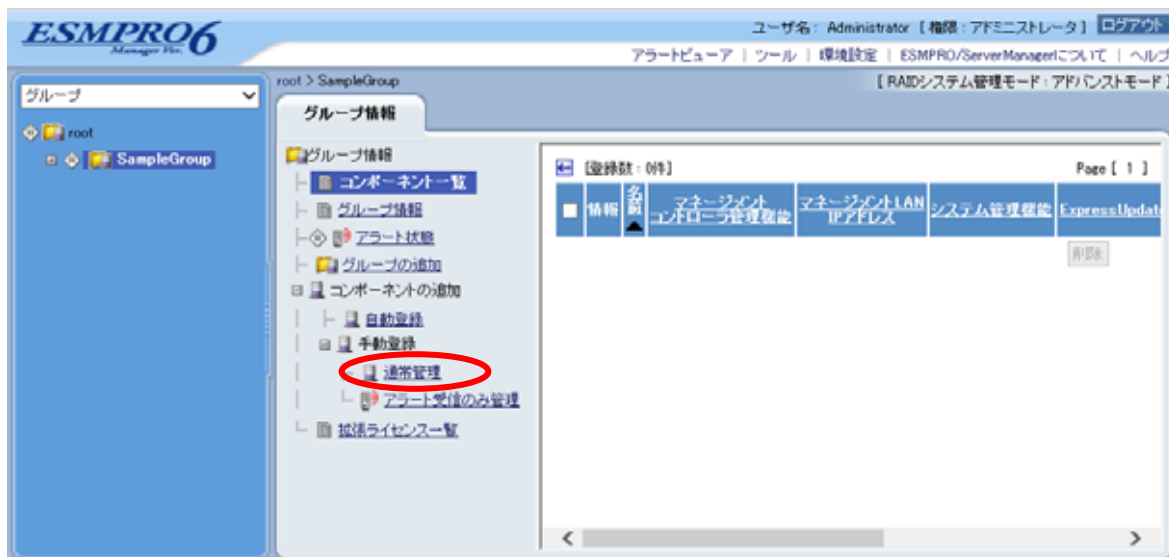 ESMPRO6
Manager Ver.
ユーザ名： Administrator [ 権限：アドミニストレータ ] ログアウト
アラートビューア | ツール | 環境設定 | ESMPRO/ServerManagerについて | ヘルプ
グループ
root
SampleGroup
root > SampleGroup
[ RAIDシステム管理モード：アドバンストモード ]
グループ情報
グループ情報
コンポーネント一覧
グループ情報
アラート状態
グループの追加
コンポーネントの追加
自動登録
手動登録
通常管理
アラート受信のみ管理
拡張ライセンス一覧
[登録数：0件] Page [ 1 ]
情報 名前 マネージメントコントローラ管理機能 マネージメントLAN IPアドレス システム管理機能 ExpressUpdat
削除